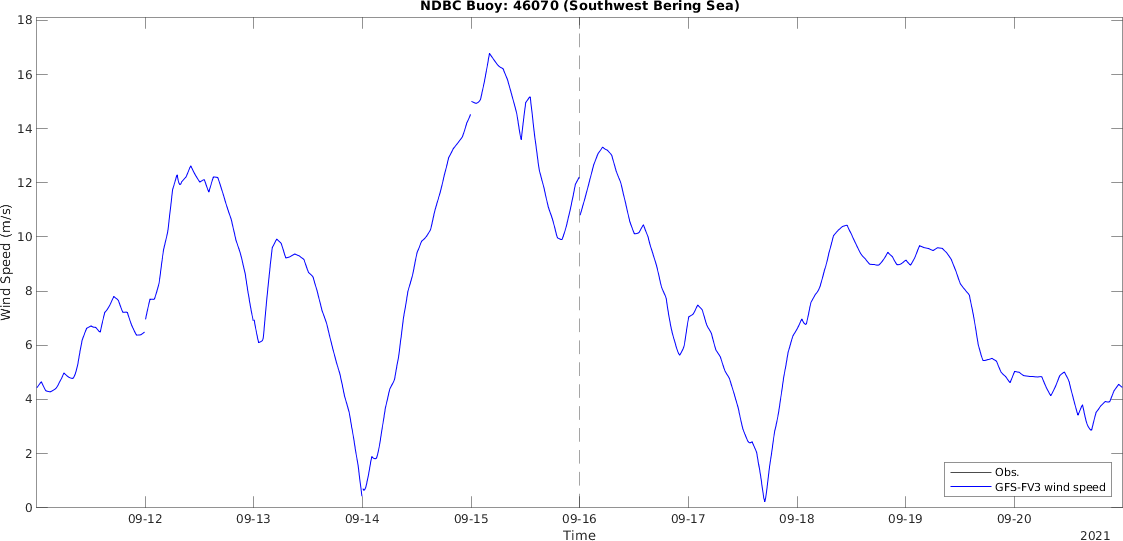 NDBC Buoy: 46070 (Southwest Bering Sea)
18
16
14
12
10
8
6
4
2
0
Wind Speed (m/s)
Obs.
GFS-FV3 wind speed
09-12 09-13 09-14 09-15 09-16 09-17 09-18 09-19 09-20
Time
2021